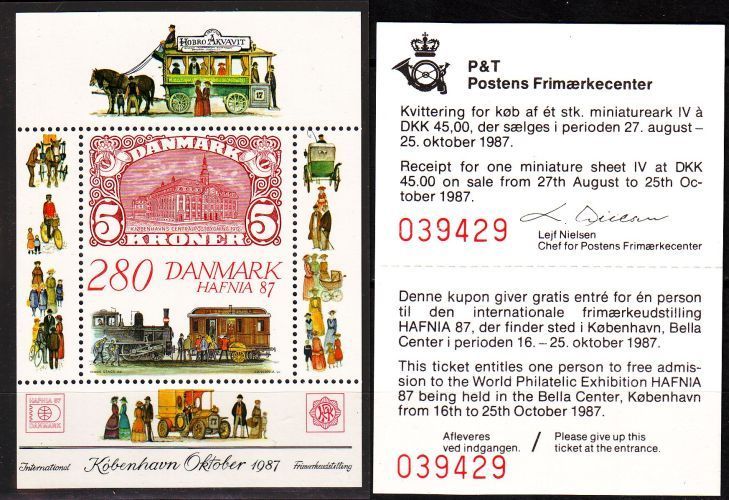 HOBRO AKVAVIT
17
DANMARK
5 5
KØBENHAVNS CENTRALPOSTBYGNING 1912
KRONER
280 DANMARK
HAFNIA 87
HAFNIA 87
DANMARK
International København Oktober 1987 Frimærkeudstilling
P&T
Postens Frimærkecenter
Kvittering for køb af ét stk. miniatureark IV à
DKK 45,00, der sælges i perioden 27. august –
25. oktober 1987.
Receipt for one miniature sheet IV at DKK
45.00 on sale from 27th August to 25th Oc-
tober 1987.
039429
Lejf Nielsen
Chef for Postens Frimærkecenter
Denne kupon giver gratis entré for én person
til den internationale frimærkeudstilling
HAFNIA 87, der finder sted i København, Bella
Center i perioden 16. – 25. oktober 1987.
This ticket entitles one person to free admis-
sion to the World Philatelic Exhibition HAFNIA
87 being held in the Bella Center, København
from 16th to 25th October 1987.
Afleveres
ved indgangen. / Please give up this
ticket at the entrance.
039429